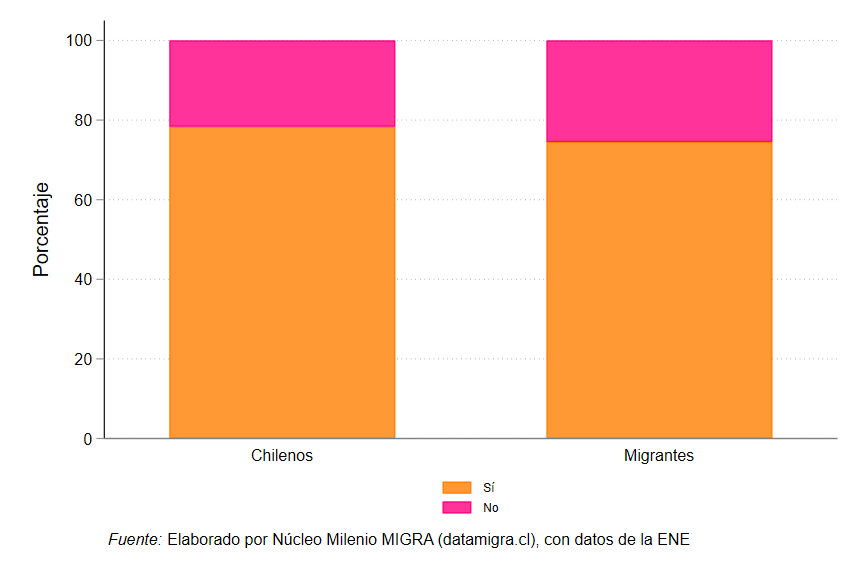 Porcentaje
100
80
60
40
20
0
Chilenos
Migrantes
Sí
No
Fuente: Elaborado por Núcleo Milenio MIGRA (datamigra.cl), con datos de la ENE